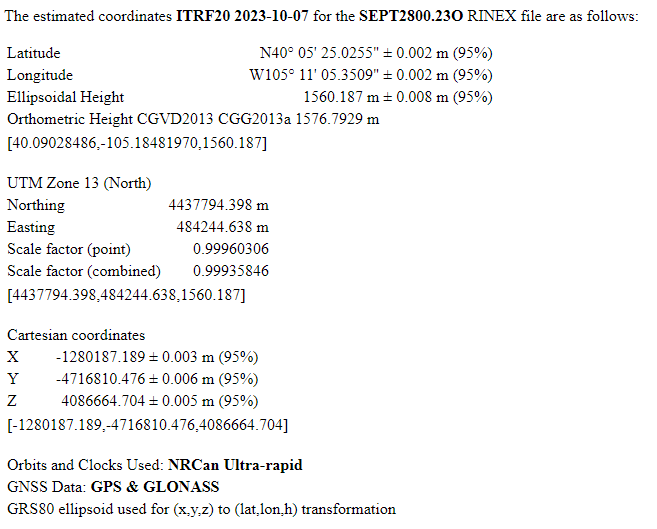 The estimated coordinates ITRF20 2023-10-07 for the SEPT2800.23O RINEX file are as follows:
Latitude N40° 05' 25.0255" ± 0.002 m (95%)
Longitude W105° 11' 05.3509" ± 0.002 m (95%)
Ellipsoidal Height 1560.187 m ± 0.008 m (95%)
Orthometric Height CGVD2013 CGG2013a 1576.7929 m
[40.09028486,-105.18481970,1560.187]
UTM Zone 13 (North)
Northing 4437794.398 m
Easting 484244.638 m
Scale factor (point) 0.99960306
Scale factor (combined) 0.99935846
[4437794.398,484244.638,1560.187]
Cartesian coordinates
X -1280187.189 ± 0.003 m (95%)
Y -4716810.476 ± 0.006 m (95%)
Z 4086664.704 ± 0.005 m (95%)
[-1280187.189,-4716810.476,4086664.704]
Orbits and Clocks Used: NRCan Ultra-rapid
GNSS Data: GPS & GLONASS
GRS80 ellipsoid used for (x,y,z) to (lat,lon,h) transformation